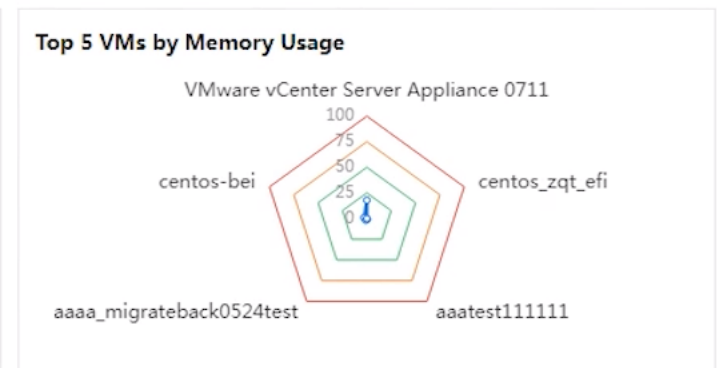 Top 5 VMs by Memory Usage
VMware vCenter Server Appliance 0711
100
75
50
25
0
centos-bei
centos_zqt_efi
aaaa_migrateback0524test
aaatest111111